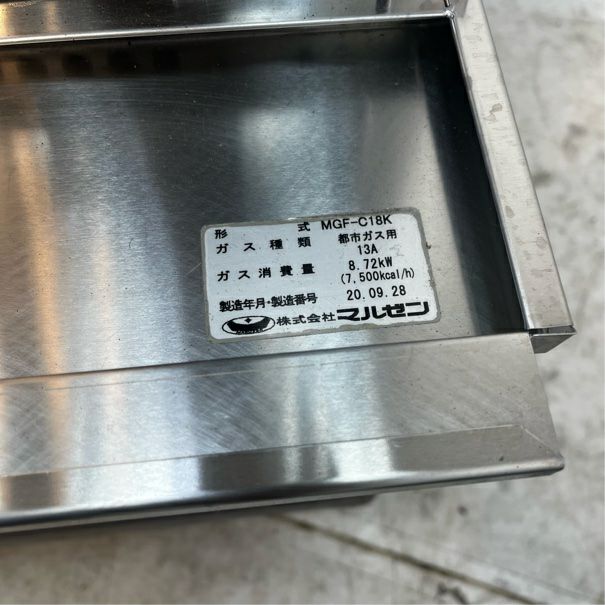 形 式 MGF-C18K
ガス種類 都市ガス用
13A
ガス消費量 8.72kW
(7,500kcal/h)
製造年月・製造番号 20.09.28
株式会社マルゼン